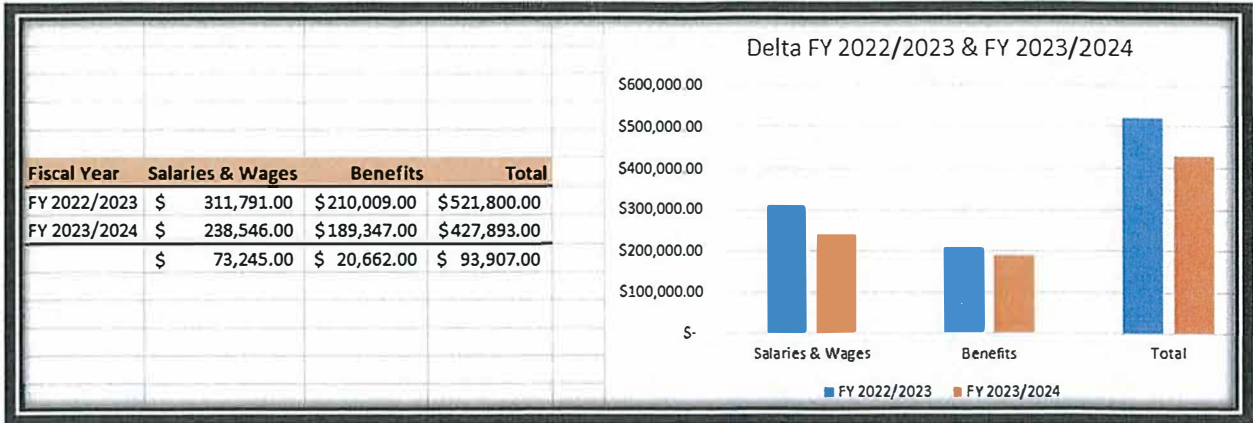 Fiscal Year Salaries & Wages Benefits Total
FY 2022/2023 $ 311,791.00 $210,009.00 $521,800.00
FY 2023/2024 $ 238,546.00 $189,347.00 $427,893.00
$ 73,245.00 $ 20,662.00 $ 93,907.00
Delta FY 2022/2023 & FY 2023/2024
$600,000.00
$500,000.00
$400,000.00
$300,000.00
$200,000.00
$100,000.00
$-
Salaries & Wages Benefits Total
FY 2022/2023 FY 2023/2024